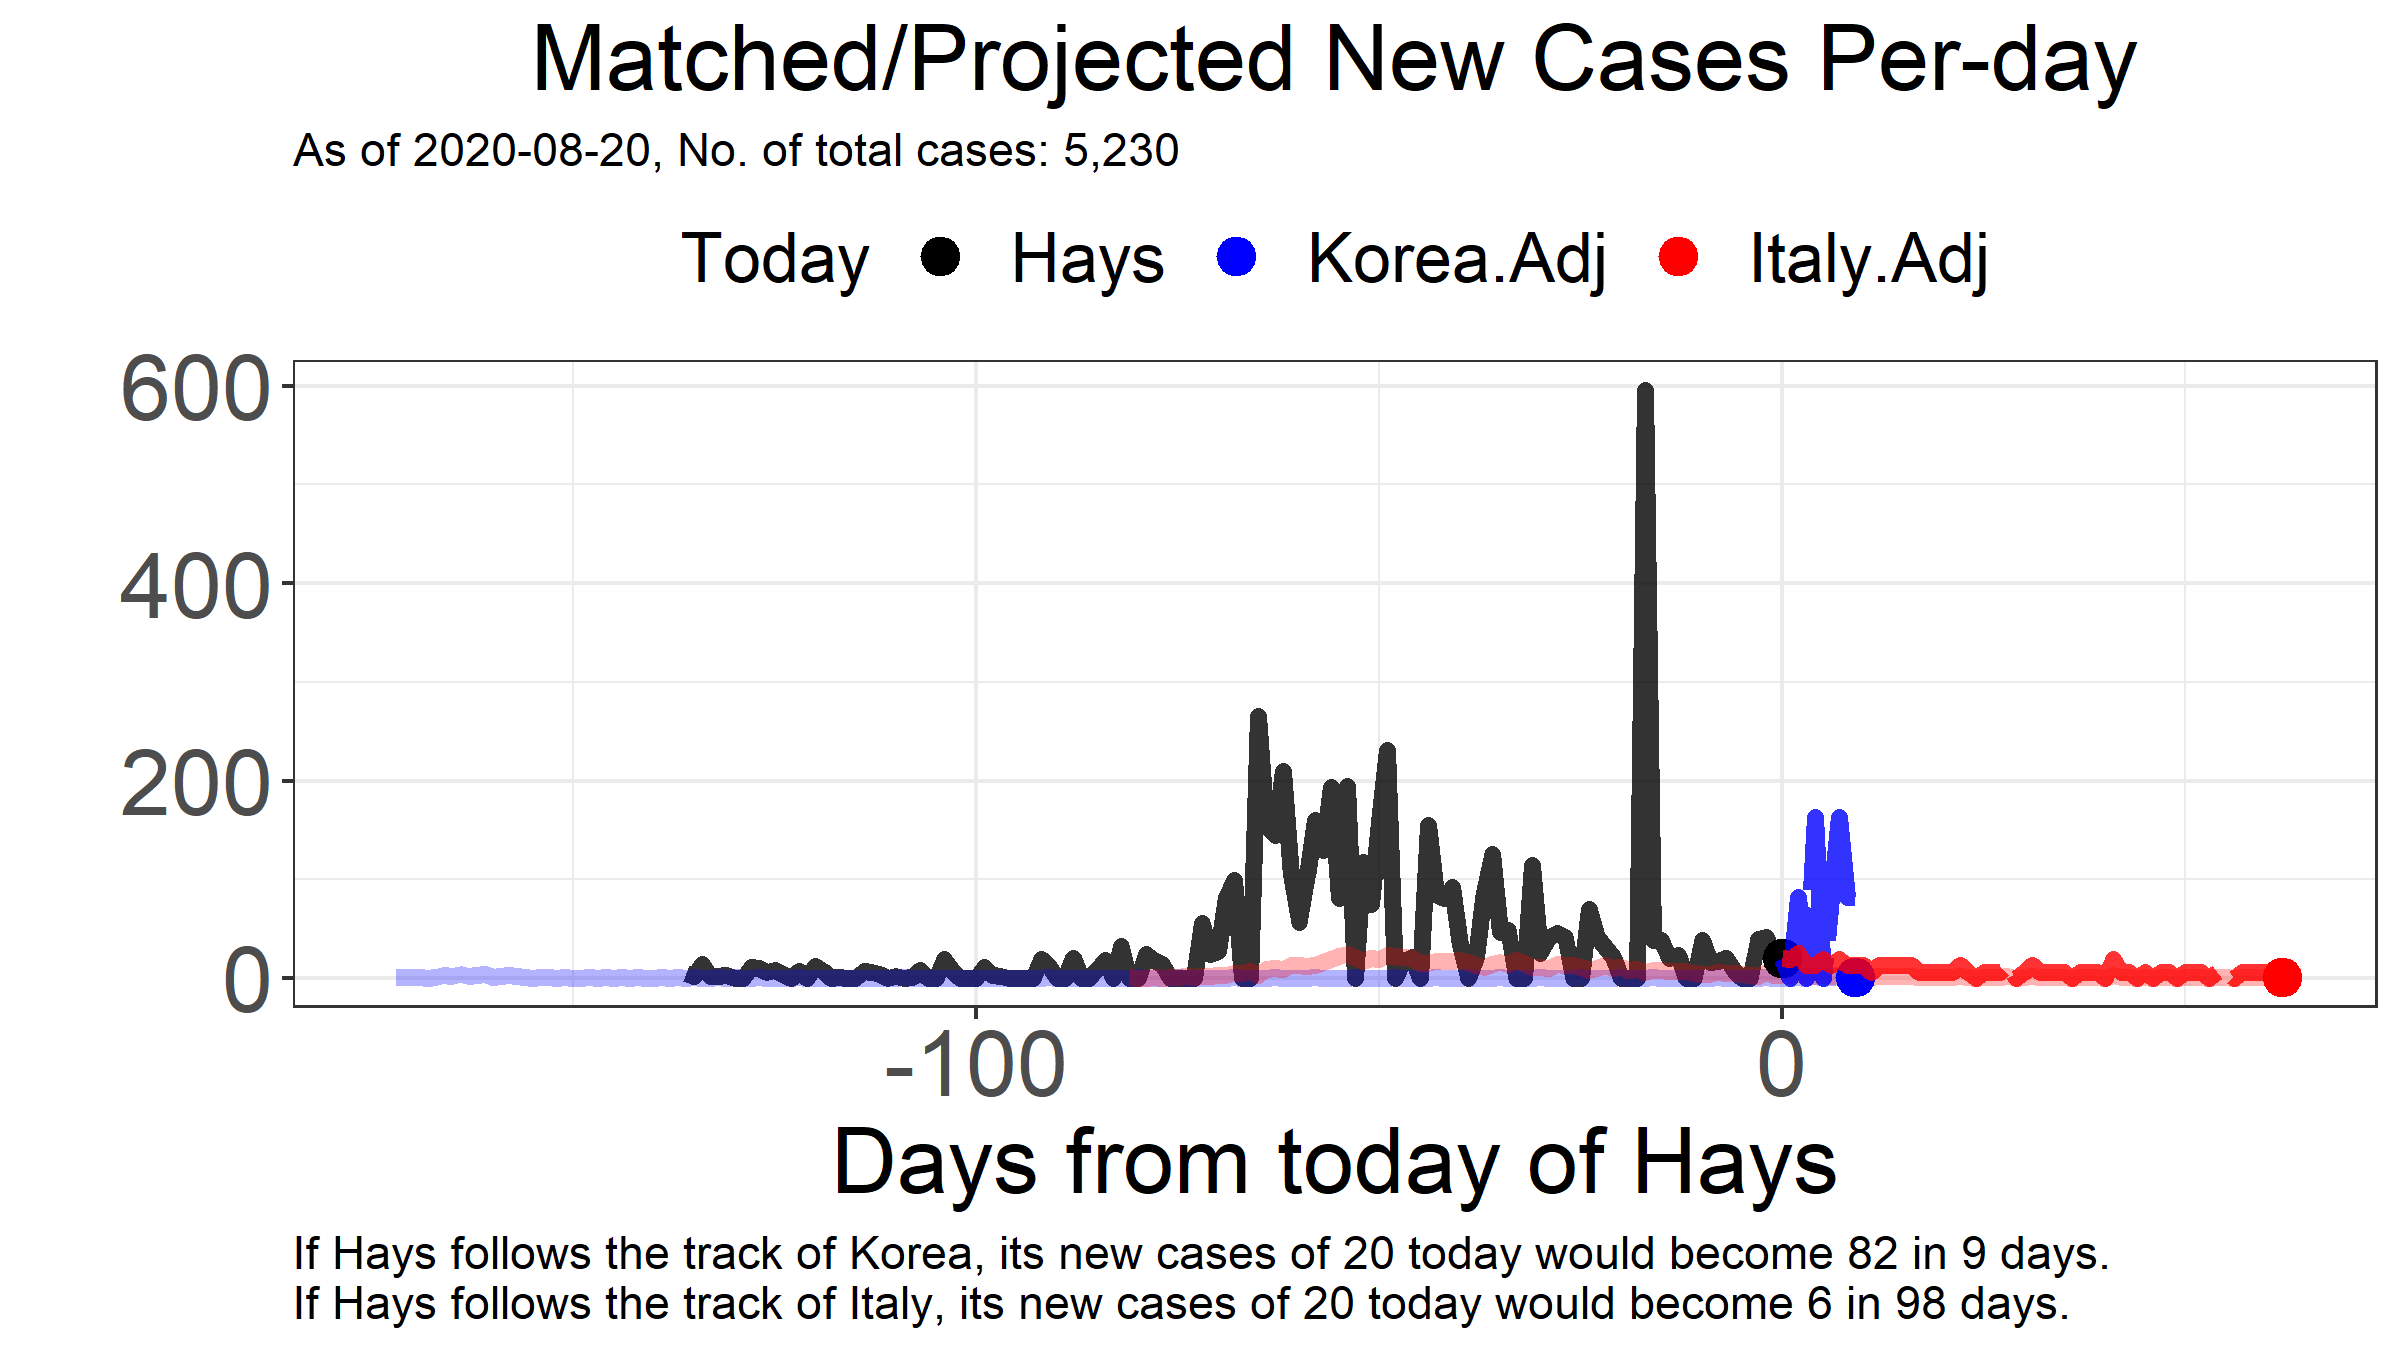 Matched/Projected New Cases Per-day
As of 2020-08-20, No. of total cases: 5,230
Today Hays Korea.Adj Italy.Adj
600
400
200
0
-100 0
Days from today of Hays
If Hays follows the track of Korea, its new cases of 20 today would become 82 in 9 days.
If Hays follows the track of Italy, its new cases of 20 today would become 6 in 98 days.